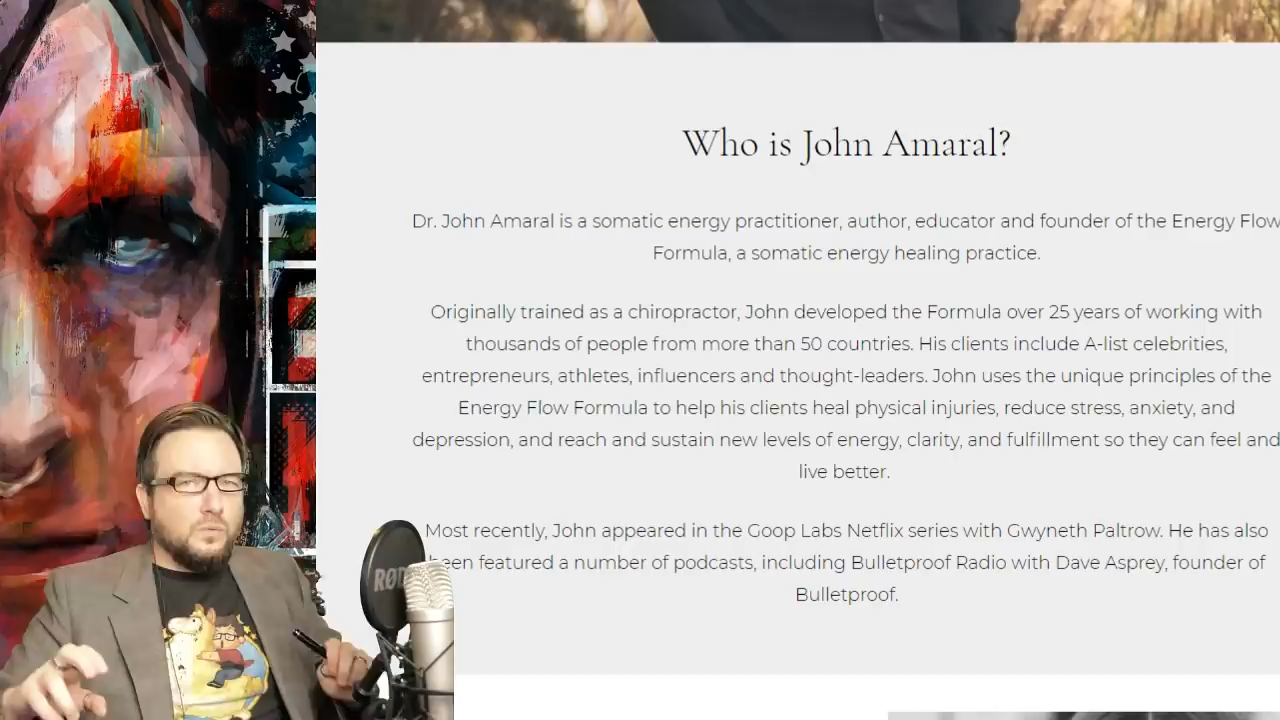 Who is John Amaral?
Dr. John Amaral is a somatic energy practitioner, author, educator and founder of the Energy Flow
Formula, a somatic energy healing practice.
Originally trained as a chiropractor, John developed the Formula over 25 years of working with
thousands of people from more than 50 countries. His clients include A-list celebrities,
entrepreneurs, athletes, influencers and thought-leaders. John uses the unique principles of the
Energy Flow Formula to help his clients heal physical injuries, reduce stress, anxiety, and
depression, and reach and sustain new levels of energy, clarity, and fulfillment so they can feel and
live better.
Most recently, John appeared in the Goop Labs Netflix series with Gwyneth Paltrow. He has also
been featured a number of podcasts, including Bulletproof Radio with Dave Asprey, founder of
Bulletproof.
RØDE